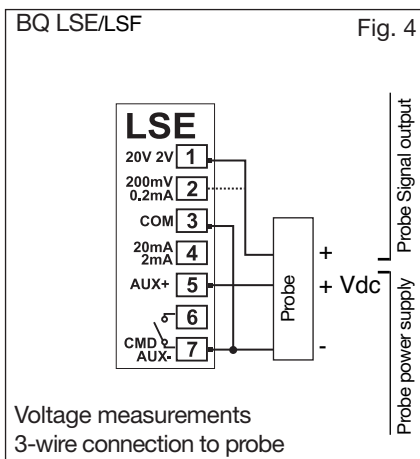 BQ LSE/LSF
Fig. 4
LSE
20V 2V 1
200mV
0.2mA 2
COM 3
20mA
2mA 4
AUX+ 5
6
CMD
AUX- 7
Probe
+
+ Vdc
-
Probe Signal output
Probe power supply
Voltage measurements
3-wire connection to probe